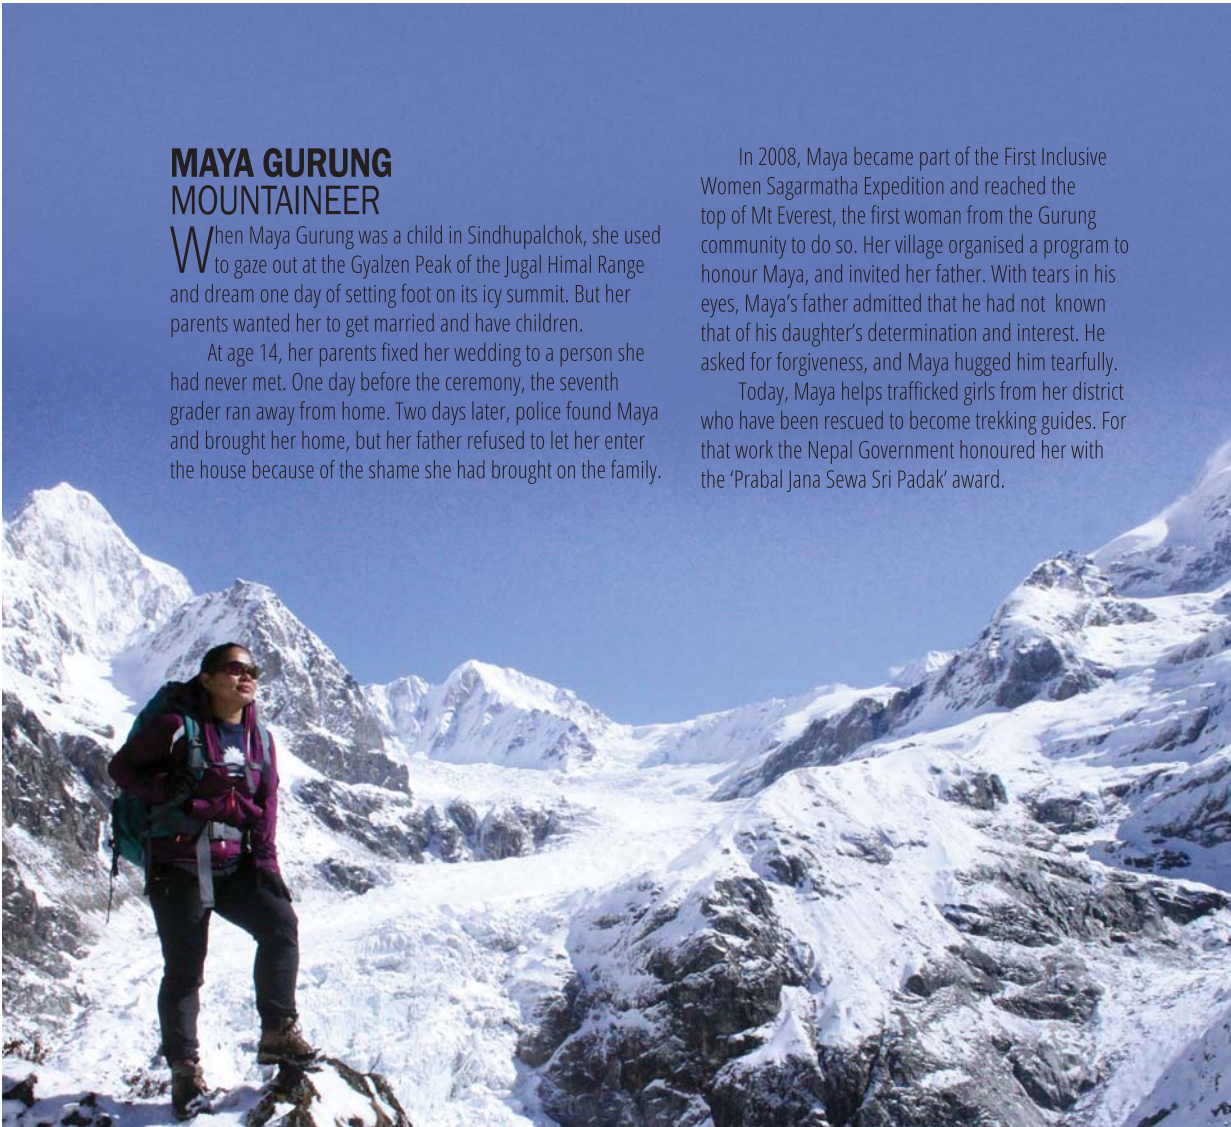 MAYA GURUNG
MOUNTAINEER
When Maya Gurung was a child in Sindhupalchok, she used
to gaze out at the Gyalzen Peak of the Jugal Himal Range
and dream one day of setting foot on its icy summit. But her
parents wanted her to get married and have children.
At age 14, her parents fixed her wedding to a person she
had never met. One day before the ceremony, the seventh
grader ran away from home. Two days later, police found Maya
and brought her home, but her father refused to let her enter
the house because of the shame she had brought on the family.
In 2008, Maya became part of the First Inclusive
Women Sagarmatha Expedition and reached the
top of Mt Everest, the first woman from the Gurung
community to do so. Her village organised a program to
honour Maya, and invited her father. With tears in his
eyes, Maya’s father admitted that he had not  known
that of his daughter’s determination and interest. He
asked for forgiveness, and Maya hugged him tearfully.
Today, Maya helps trafficked girls from her district
who have been rescued to become trekking guides. For
that work the Nepal Government honoured her with
the ‘Prabal Jana Sewa Sri Padak’ award.